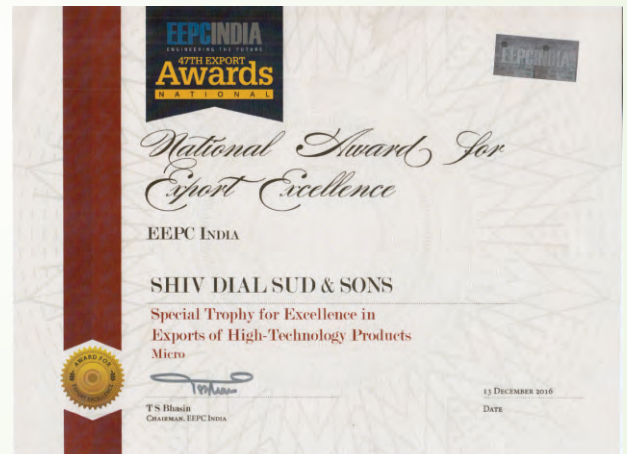 EEPCINDIA
ENGINEERING THE FUTURE
47TH EXPORT
Awards
NATIONAL
EEPCINDIA
National Award for
Export Excellence
EEPC INDIA
SHIV DIAL SUD & SONS
Special Trophy for Excellence in
Exports of High-Technology Products
Micro
AWARD FOR
EXPORT EXCELLENCE
T S Bhasin
CHAIRMAN, EEPC INDIA
13 DECEMBER 2016
DATE